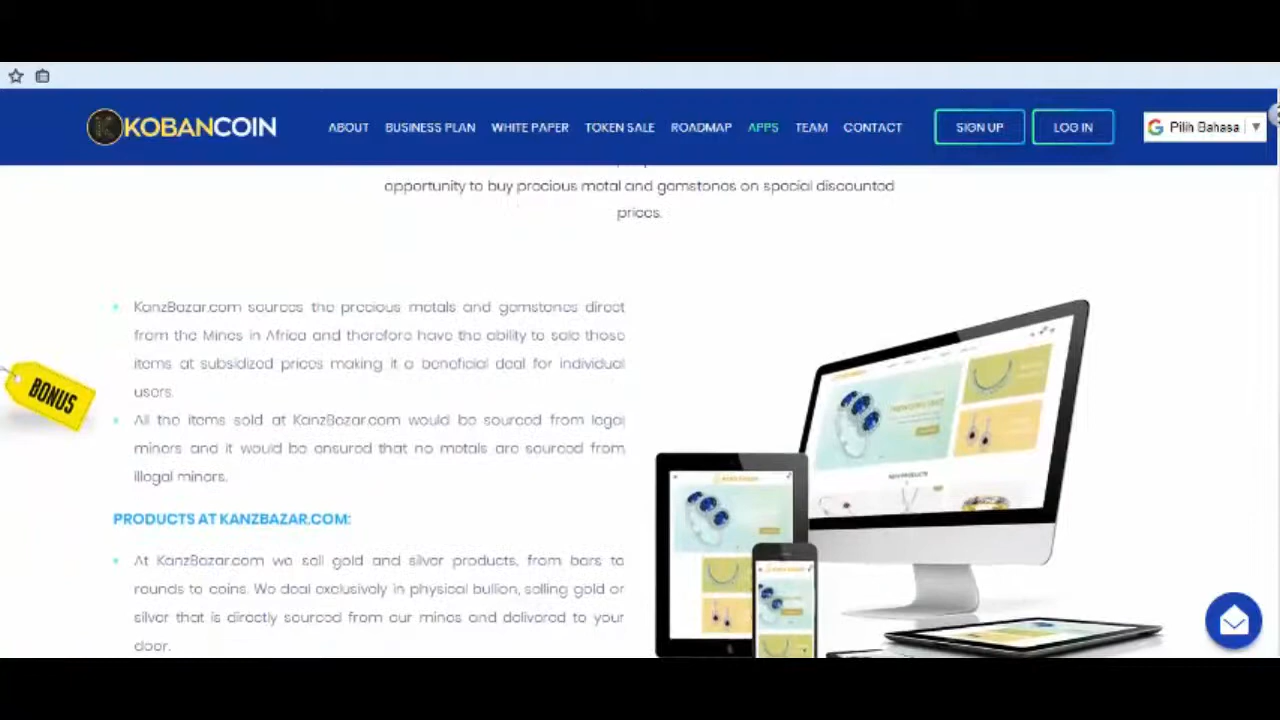 KOBANCOIN
ABOUT BUSINESS PLAN WHITE PAPER TOKEN SALE ROADMAP APPS TEAM CONTACT SIGN UP LOG IN Pilih Bahasa
opportunity to buy precious metal and gemstones on special discounted
prices.
KanzBazar.com sources the precious metals and gemstones direct
from the Mines in Africa and therefore have the ability to sale those
items at subsidized prices making it a beneficial deal for individual
users.
BONUS
All the items sold at KanzBazar.com would be sourced from legal
miners and it would be ensured that no metals are sourced from
illegal miners.
PRODUCTS AT KANZBAZAR.COM:
At KanzBazar.com we sell gold and silver products, from bars to
rounds to coins. We deal exclusively in physical bullion, selling gold or
silver that is directly sourced from our mines and delivered to your
door.